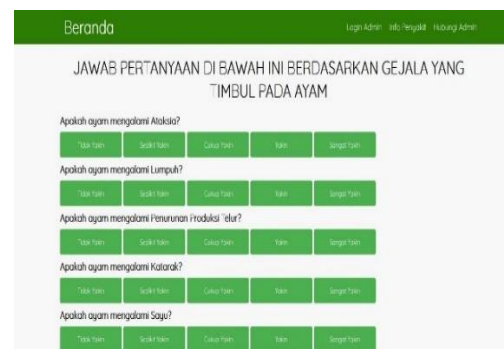 Beranda
Login Admin Info Penyakit Hubungi Admin
JAWAB PERTANYAAN DI BAWAH INI BERDASARKAN GEJALA YANG
TIMBUL PADA AYAM
Apakah ayam mengalami Ataksia?
Tidak Yakin Sedikit Yakin Cukup Yakin Yakin Sangat Yakin
Apakah ayam mengalami Lumpuh?
Tidak Yakin Sedikit Yakin Cukup Yakin Yakin Sangat Yakin
Apakah ayam mengalami Penurunan Produksi Telur?
Tidak Yakin Sedikit Yakin Cukup Yakin Yakin Sangat Yakin
Apakah ayam mengalami Katarak?
Tidak Yakin Sedikit Yakin Cukup Yakin Yakin Sangat Yakin
Apakah ayam mengalami Sayu?
Tidak Yakin Sedikit Yakin Cukup Yakin Yakin Sangat Yakin